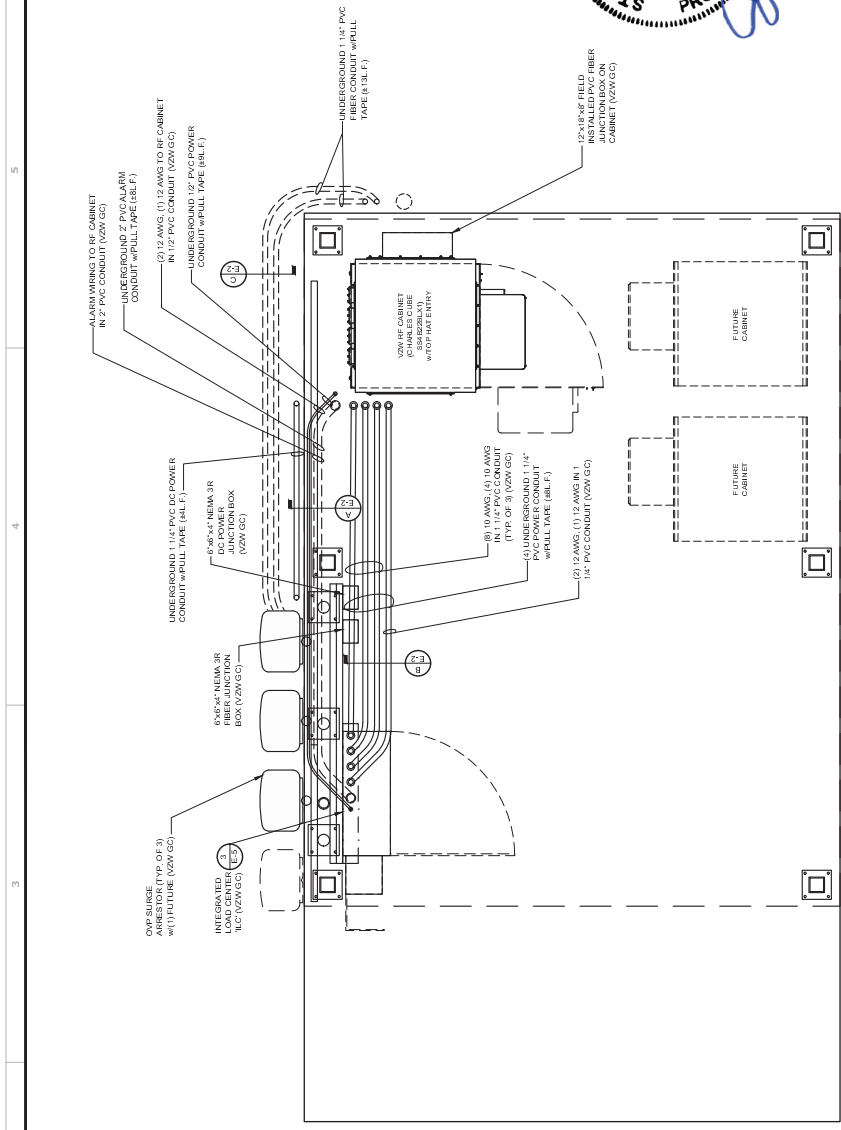 5
4
3
IS
PRO
UNDERGROUND 1 1/4" PVC
FIBER CONDUIT w/PULL
TAPE (±13L.F.)
12"x18"x8" FIELD
INSTALLED PVC FIBER
JUNCTION BOX ON
CABINET (VZW GC)
(2) 12 AWG, (1) 12 AWG TO RF CABINET
IN 1/2" PVC CONDUIT (VZW GC)
UNDERGROUND 1/2" PVC POWER
CONDUIT w/PULL TAPE (±9L.F.)
UNDERGROUND 2" PVC ALARM
CONDUIT w/PULL TAPE (±8L.F.)
ALARM WIRING TO RF CABINET
IN 2" PVC CONDUIT (VZW GC)
C
E-2
VZW RF CABINET
(CHARLES CUBE
SS4B228LX1)
w/TOP HAT ENTRY
FUTURE
CABINET
FUTURE
CABINET
UNDERGROUND 1 1/4" PVC DC POWER
CONDUIT w/PULL TAPE (±4L.F.)
6"x6"x4" NEMA 3R
DC POWER
JUNCTION BOX
(VZW GC)
A
E-2
(8) 10 AWG, (4) 10 AWG
IN 1 1/4" PVC CONDUIT
(TYP. OF 3) (VZW GC)
(4) UNDERGROUND 1 1/4"
PVC POWER CONDUIT
w/PULL TAPE (±8L.F.)
(2) 12 AWG, (1) 12 AWG IN 1
1/4" PVC CONDUIT (VZW GC)
6"x6"x4" NEMA 3R
FIBER JUNCTION
BOX (VZW GC)
B
E-2
OVP SURGE
ARRESTOR (TYP. OF 3)
w/(1) FUTURE (VZW GC)
INTEGRATED
LOAD CENTER
'ILC' (VZW GC)
3
E-5